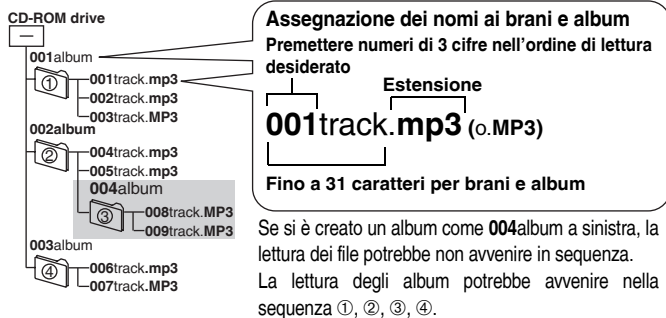 CD-ROM drive
001album
①
001track.mp3
002track.mp3
003track.MP3
002album
②
004track.mp3
005track.mp3
004album
③
008track.MP3
009track.MP3
003album
④
006track.mp3
007track.MP3
Assegnazione dei nomi ai brani e album
Premettere numeri di 3 cifre nell'ordine di lettura
desiderato
Estensione
001track.mp3 (o.MP3)
Fino a 31 caratteri per brani e album
Se si è creato un album come 004album a sinistra, la
lettura dei file potrebbe non avvenire in sequenza.
La lettura degli album potrebbe avvenire nella
sequenza ①, ②, ③, ④.